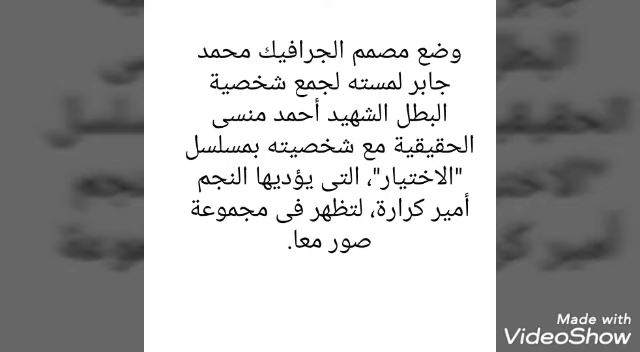 وضع مصمم الجرافيك محمد
جابر لمسته لجمع شخصية
البطل الشهيد أحمد منسى
الحقيقية مع شخصيته بمسلسل
"الاختيار"، التى يؤديها النجم
أمير كرارة، لتظهر فى مجموعة
صور معا.
Made with
VideoShow